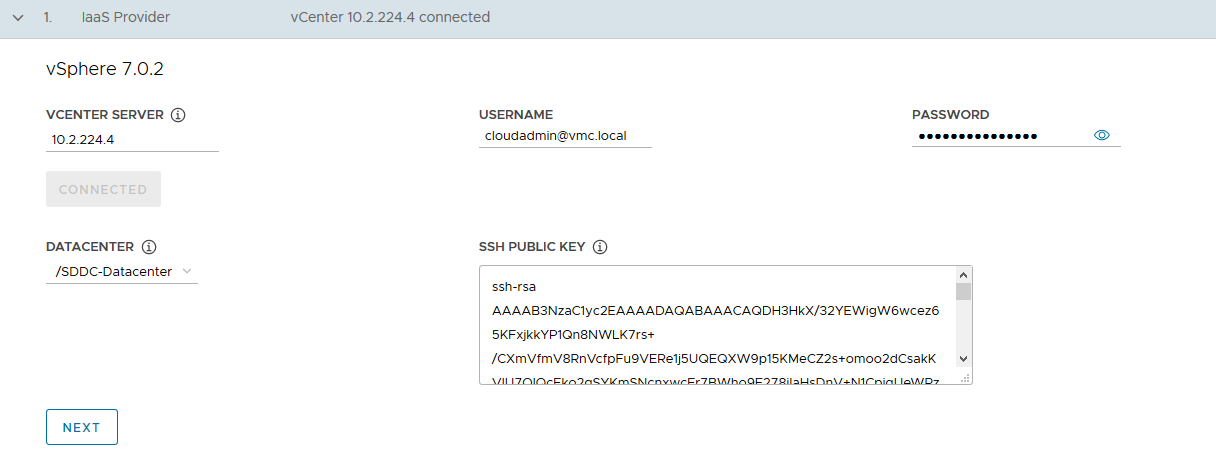 1. IaaS Provider vCenter 10.2.224.4 connected
vSphere 7.0.2
VCENTER SERVER USERNAME PASSWORD
10.2.224.4 cloudadmin@vmc.local •••••••••••••••
CONNECTED
DATACENTER SSH PUBLIC KEY
/SDDC-Datacenter
ssh-rsa
AAAAB3NzaC1yc2EAAAADAQABAAACAQDH3HkX/32YEWigW6wcez6
5KFxjkkYP1Qn8NWLK7rs+
/CXmVfmV8RnVcfpFu9VERe1j5UQEQXW9p15KMeCZ2s+omoo2dCsakK
NEXT